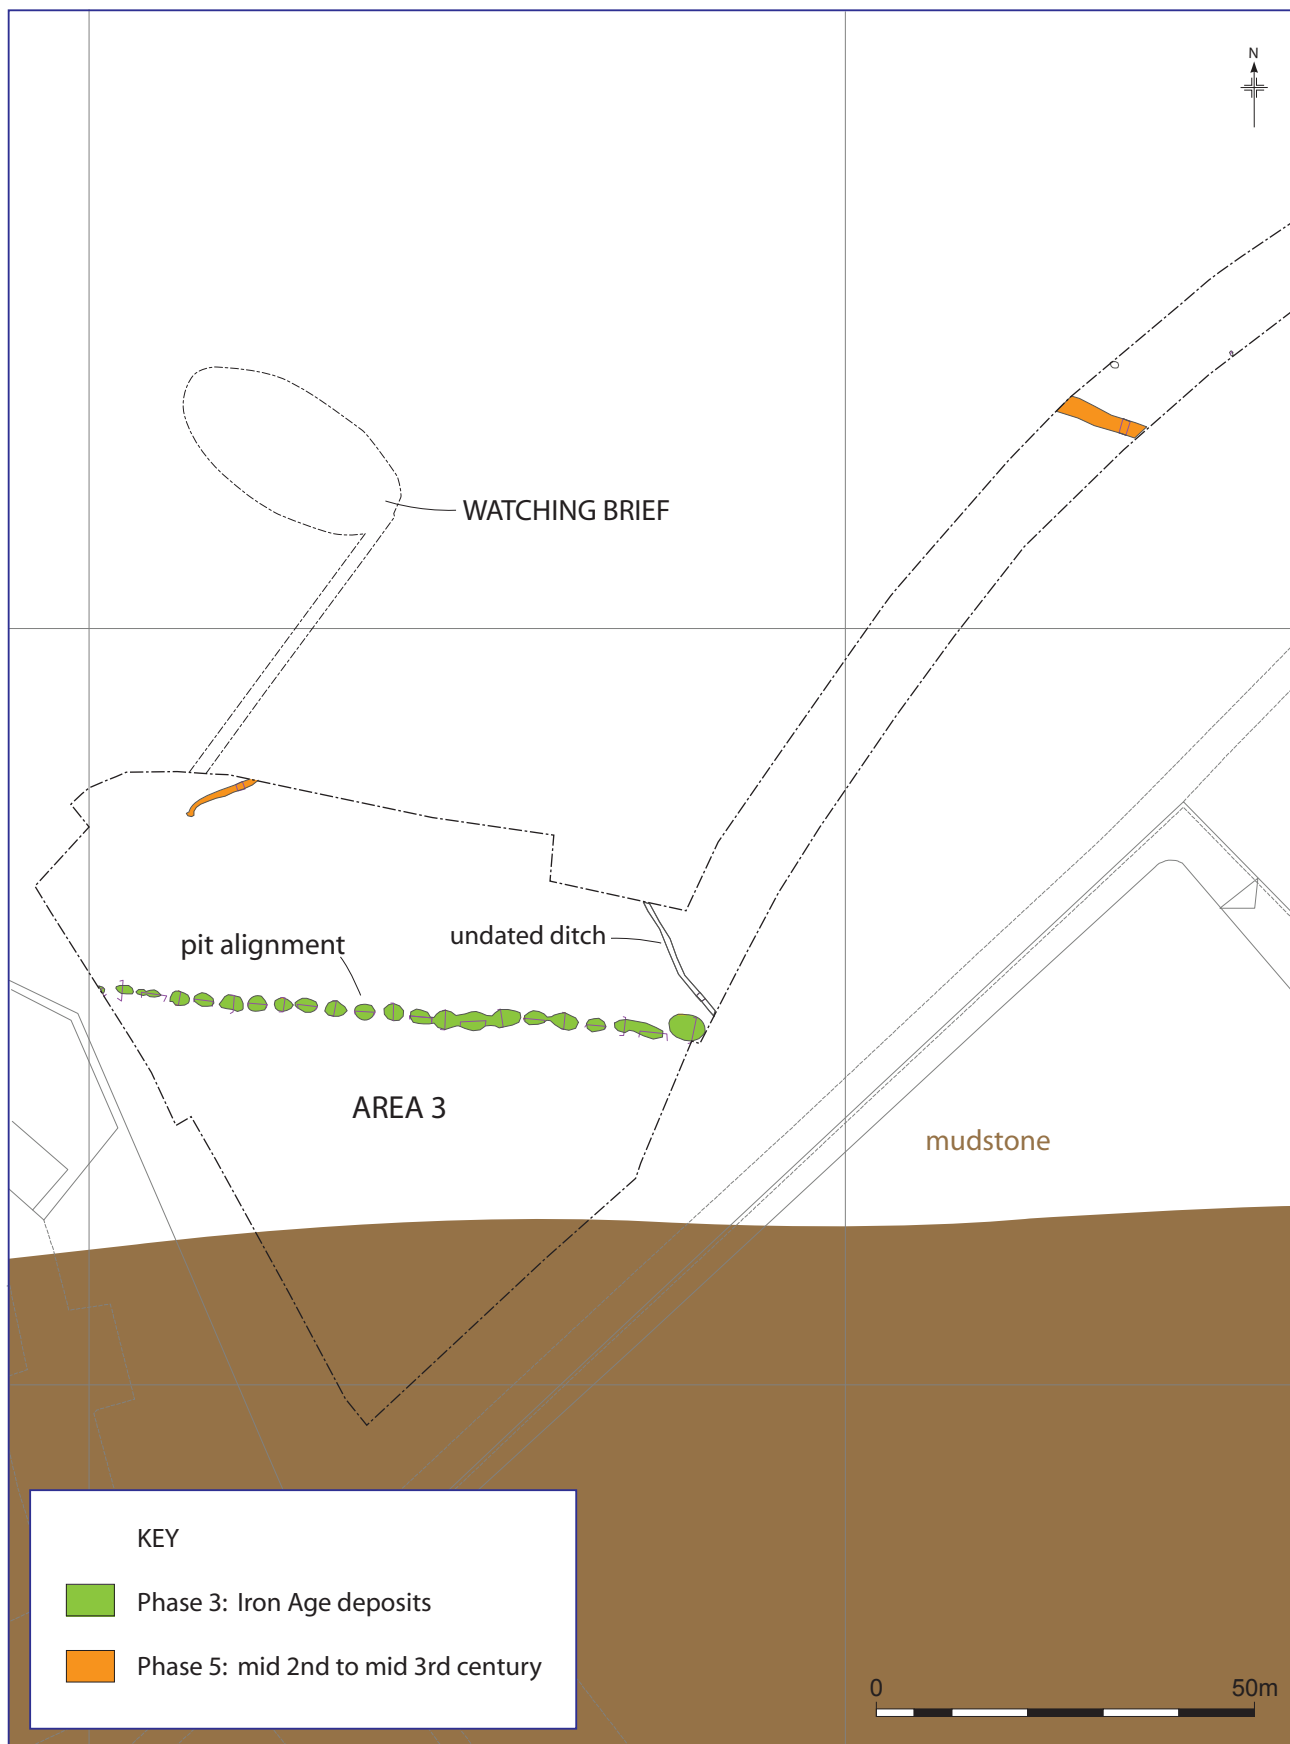 N
WATCHING BRIEF
pit alignment
undated ditch
AREA 3
mudstone
KEY
Phase 3: Iron Age deposits
Phase 5: mid 2nd to mid 3rd century
0 50m